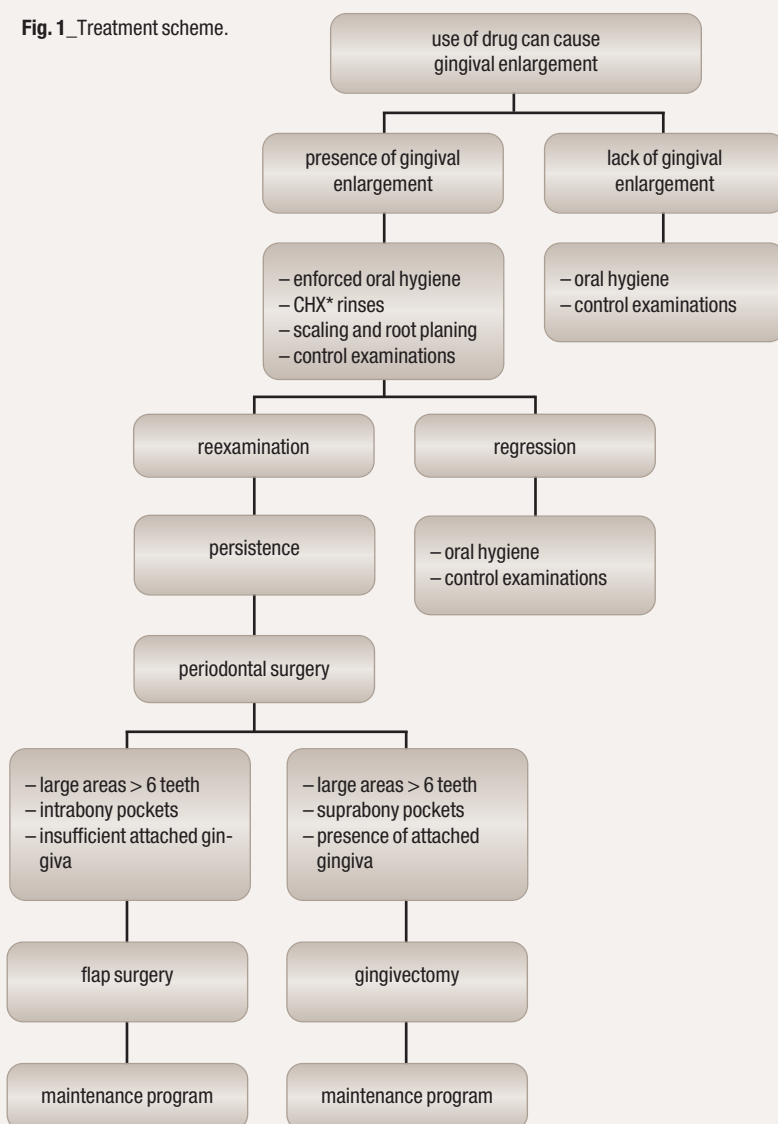 Fig. 1_Treatment scheme.
use of drug can cause
gingival enlargement
presence of gingival
enlargement
lack of gingival
enlargement
– enforced oral hygiene
– CHX* rinses
– scaling and root planing
– control examinations
– oral hygiene
– control examinations
reexamination
regression
persistence
– oral hygiene
– control examinations
periodontal surgery
– large areas > 6 teeth
– intrabony pockets
– insufficient attached gin-
giva
– large areas > 6 teeth
– suprabony pockets
– presence of attached
gingiva
flap surgery
gingivectomy
maintenance program
maintenance program